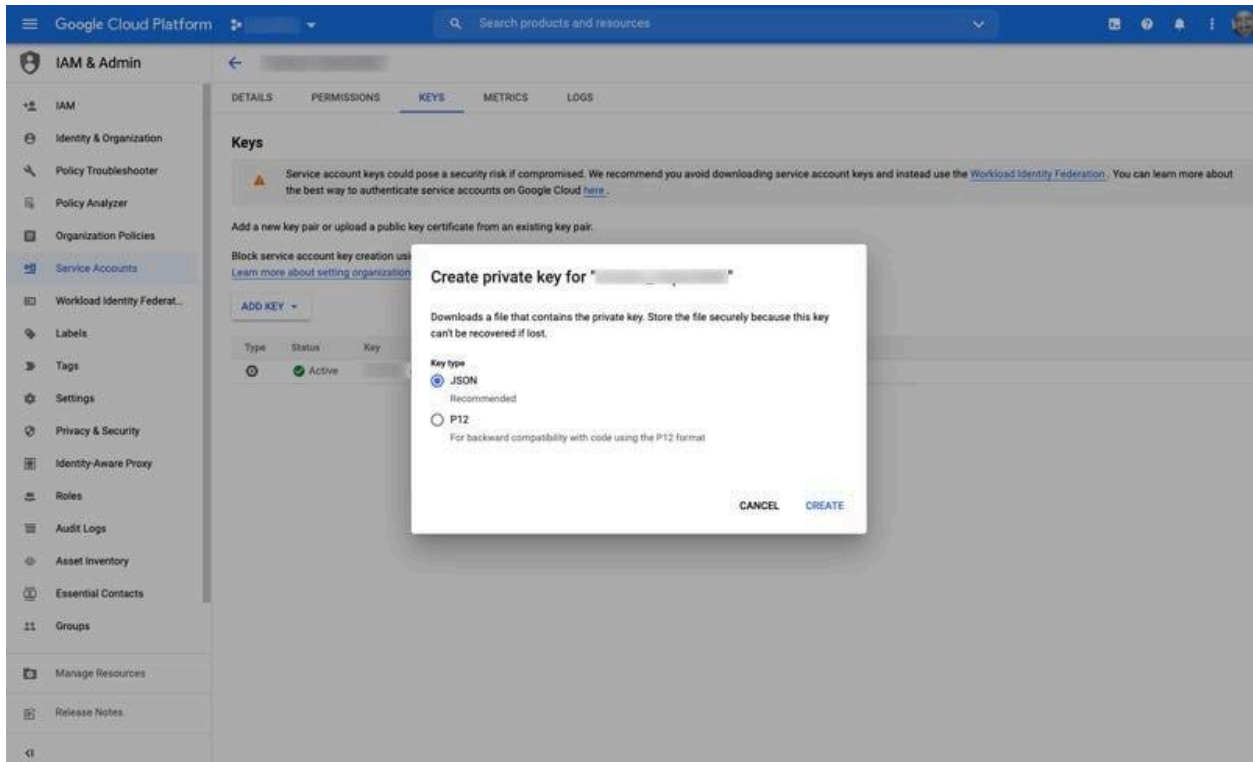 Google Cloud Platform
Search products and resources
IAM & Admin
IAM
Identity & Organization
Policy Troubleshooter
Policy Analyzer
Organization Policies
Service Accounts
Workload Identity Federat...
Labels
Tags
Settings
Privacy & Security
Identity-Aware Proxy
Roles
Audit Logs
Asset Inventory
Essential Contacts
Groups
Manage Resources
Release Notes
DETAILS PERMISSIONS KEYS METRICS LOGS
Keys
Service account keys could pose a security risk if compromised. We recommend you avoid downloading service account keys and instead use the Workload Identity Federation. You can learn more about
the best way to authenticate service accounts on Google Cloud here.
Add a new key pair or upload a public key certificate from an existing key pair.
Block service account key creation usi
Learn more about setting organization
ADD KEY
Type Status Key
Active
Create private key for " "
Downloads a file that contains the private key. Store the file securely because this key
can't be recovered if lost.
Key type
JSON
Recommended
P12
For backward compatibility with code using the P12 format
CANCEL CREATE